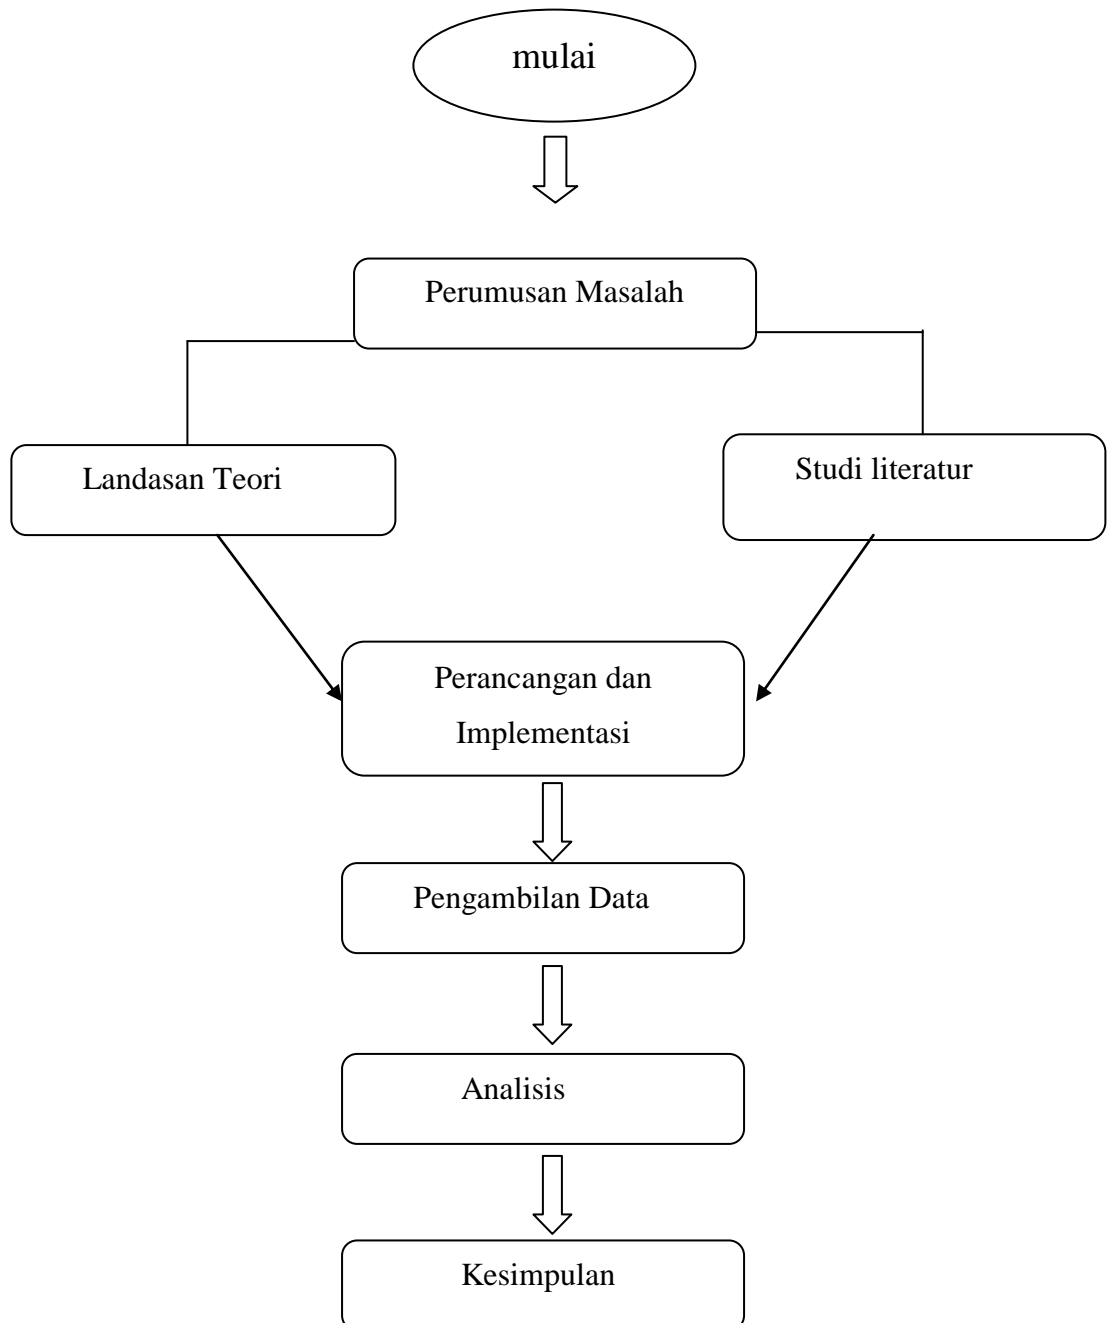 mulai
Perumusan Masalah
Landasan Teori
Studi literatur
Perancangan dan
Implementasi
Pengambilan Data
Analisis
Kesimpulan